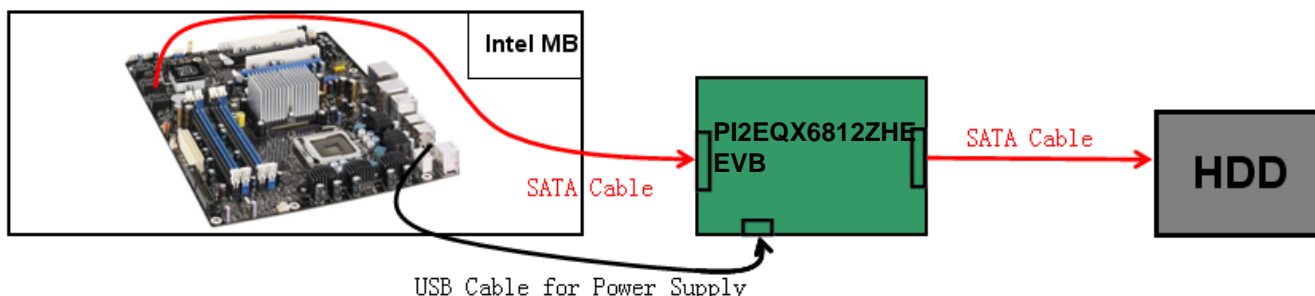 Intel MB
PI2EQX6812ZHE
EVB
SATA Cable
SATA Cable
HDD
USB Cable for Power Supply